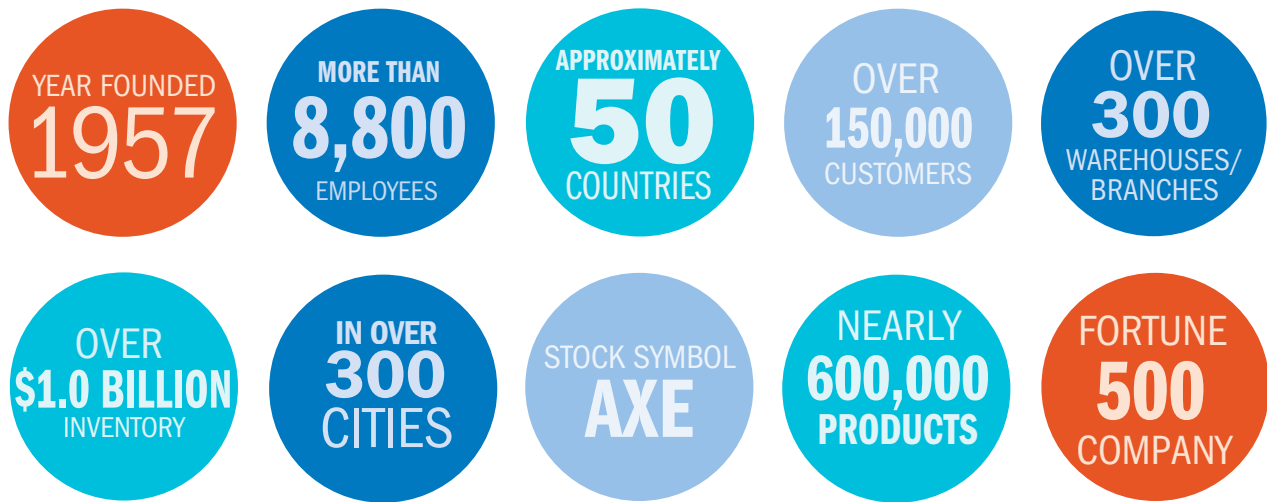 YEAR FOUNDED
1957
MORE THAN
8,800
EMPLOYEES
APPROXIMATELY
50
COUNTRIES
OVER
150,000
CUSTOMERS
OVER
300
WAREHOUSES/
BRANCHES
OVER
$1.0 BILLION
INVENTORY
IN OVER
300
CITIES
STOCK SYMBOL
AXE
NEARLY
600,000
PRODUCTS
FORTUNE
500
COMPANY